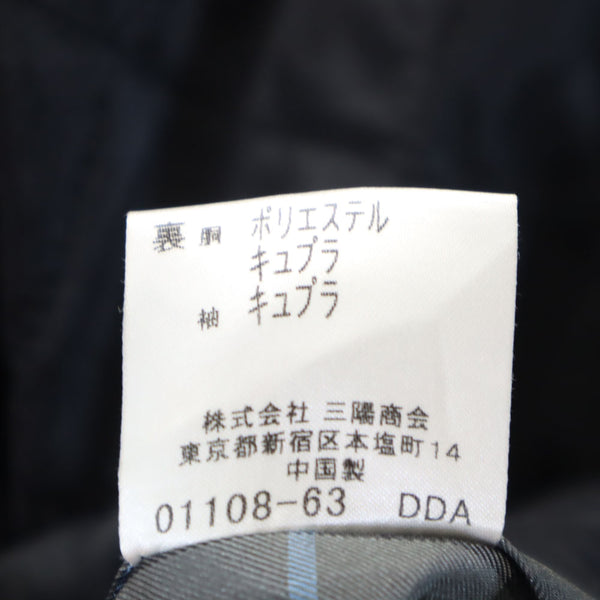 裏 胴 ポリエステル
キュプラ
袖 キュプラ
株式会社 三陽商会
東京都新宿区本塩町14
中国製
01108-63 DDA